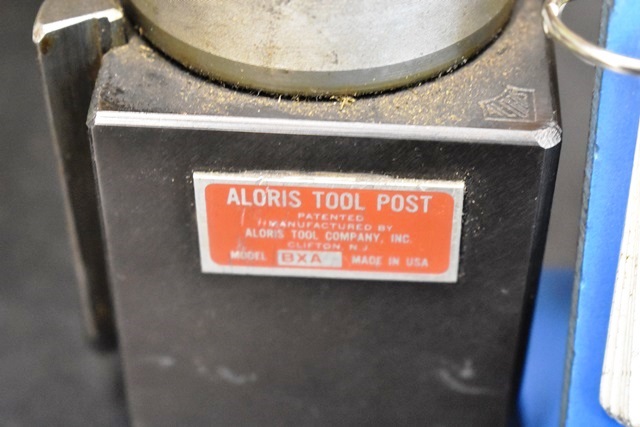 ALORIS TOOL POST
PATENTED
MANUFACTURED BY
ALORIS TOOL COMPANY, INC.
CLIFTON N J
MODEL BXA MADE IN USA